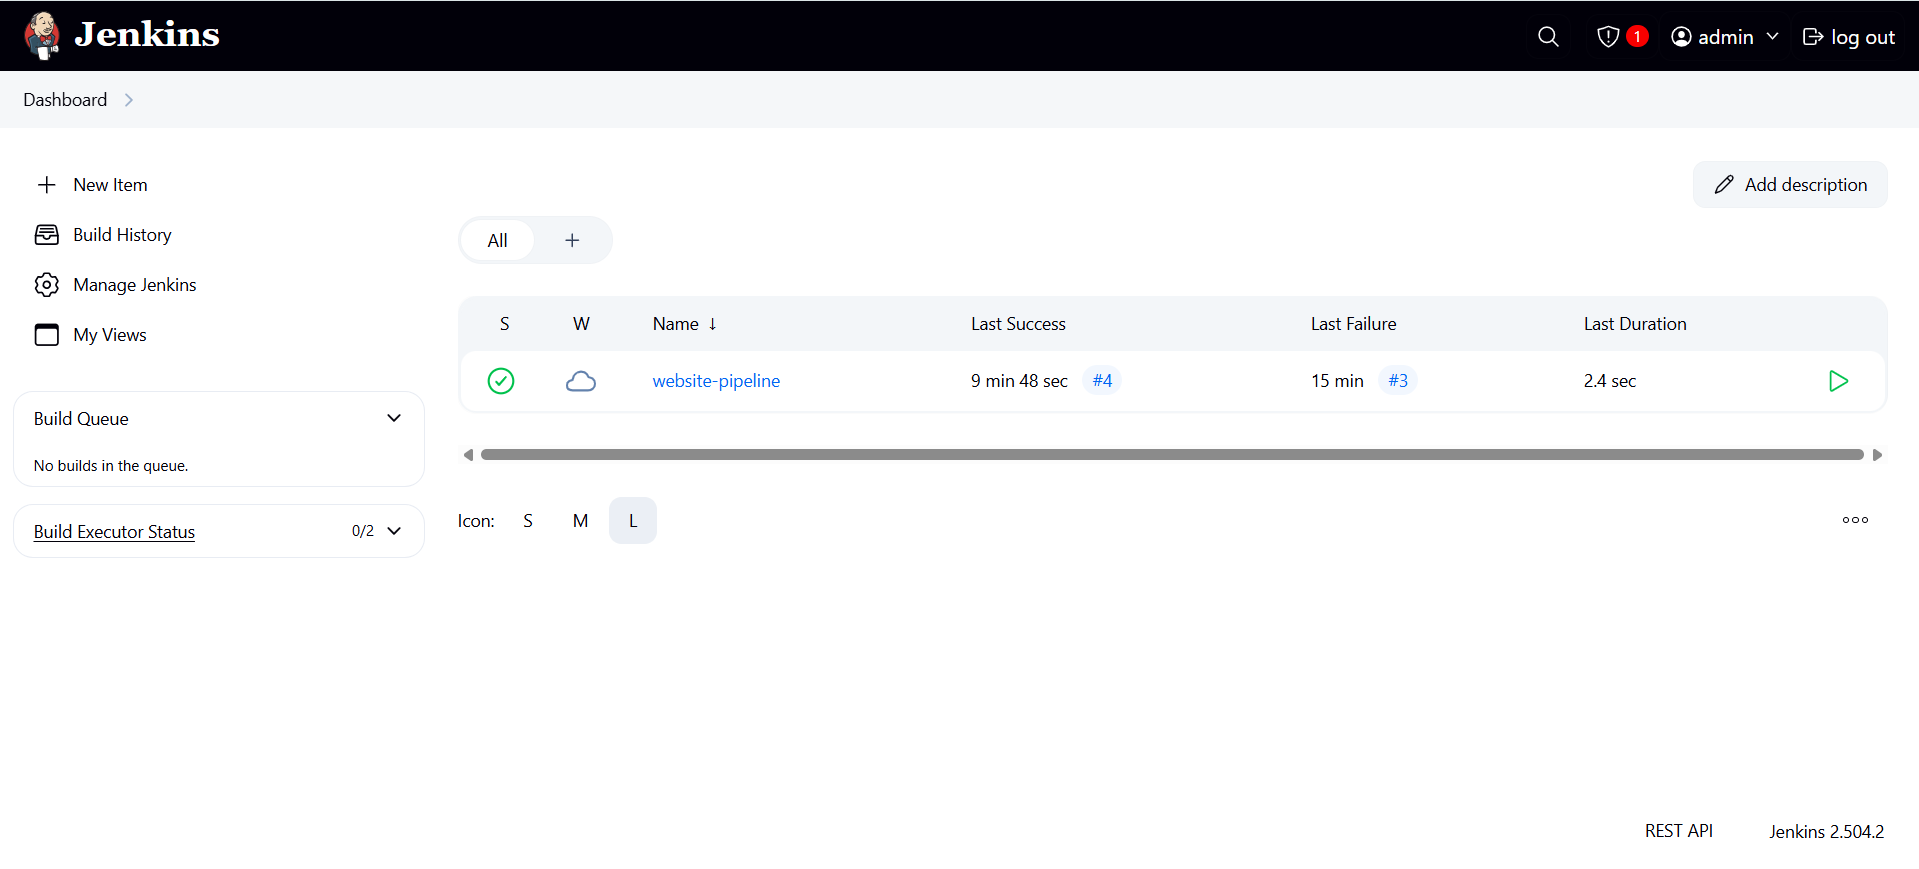 Jenkins
1
admin
log out
Dashboard
New Item
Build History
Manage Jenkins
My Views
Build Queue
No builds in the queue.
Build Executor Status 0/2
Add description
All +
S W Name ↓ Last Success Last Failure Last Duration
website-pipeline 9 min 48 sec #4 15 min #3 2.4 sec
Icon: S M L
REST API Jenkins 2.504.2